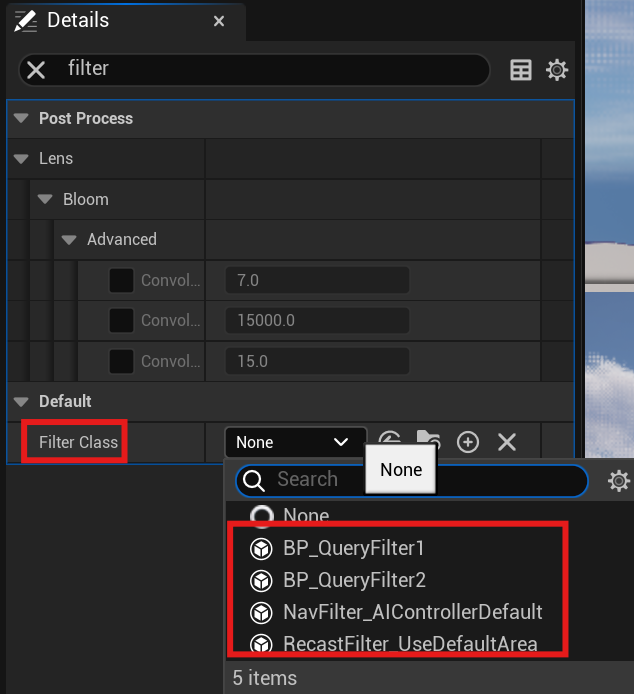 Details
filter
Post Process
Lens
Bloom
Advanced
Convol... 7.0
Convol... 15000.0
Convol... 15.0
Default
Filter Class None
None
Search
None
BP_QueryFilter1
BP_QueryFilter2
NavFilter_AIControllerDefault
RecastFilter_UseDefaultArea
5 items